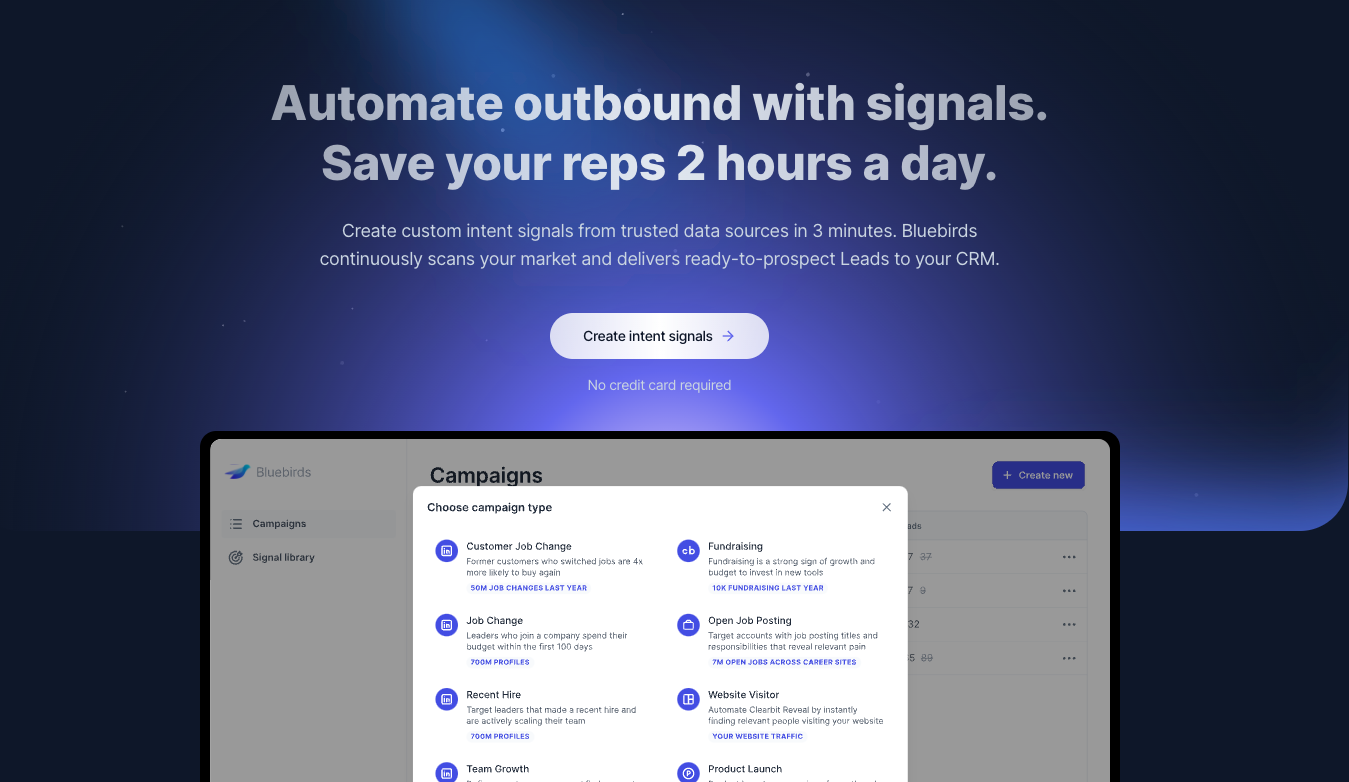 Automate outbound with signals.
Save your reps 2 hours a day.
Create custom intent signals from trusted data sources in 3 minutes. Bluebirds
continuously scans your market and delivers ready-to-prospect Leads to your CRM.
Create intent signals
No credit card required
Bluebirds
Campaigns
Signal library
Campaigns
Create new
Choose campaign type
Customer Job Change
Former customers who switched jobs are 4x
more likely to buy again
50M JOB CHANGES LAST YEAR
Fundraising
Fundraising is a strong sign of growth and
budget to invest in new tools
10K FUNDRAISING LAST YEAR
Job Change
Leaders who join a company spend their
budget within the first 100 days
700M PROFILES
Open Job Posting
Target accounts with job posting titles and
responsibilities that reveal relevant pain
7M OPEN JOBS ACROSS CAREER SITES
Recent Hire
Target leaders that made a recent hire and
are actively scaling their team
700M PROFILES
Website Visitor
Automate Clearbit Reveal by instantly
finding relevant people visiting your website
YOUR WEBSITE TRAFFIC
Team Growth
Product Launch
ads
7 37
7 9
32
5 89